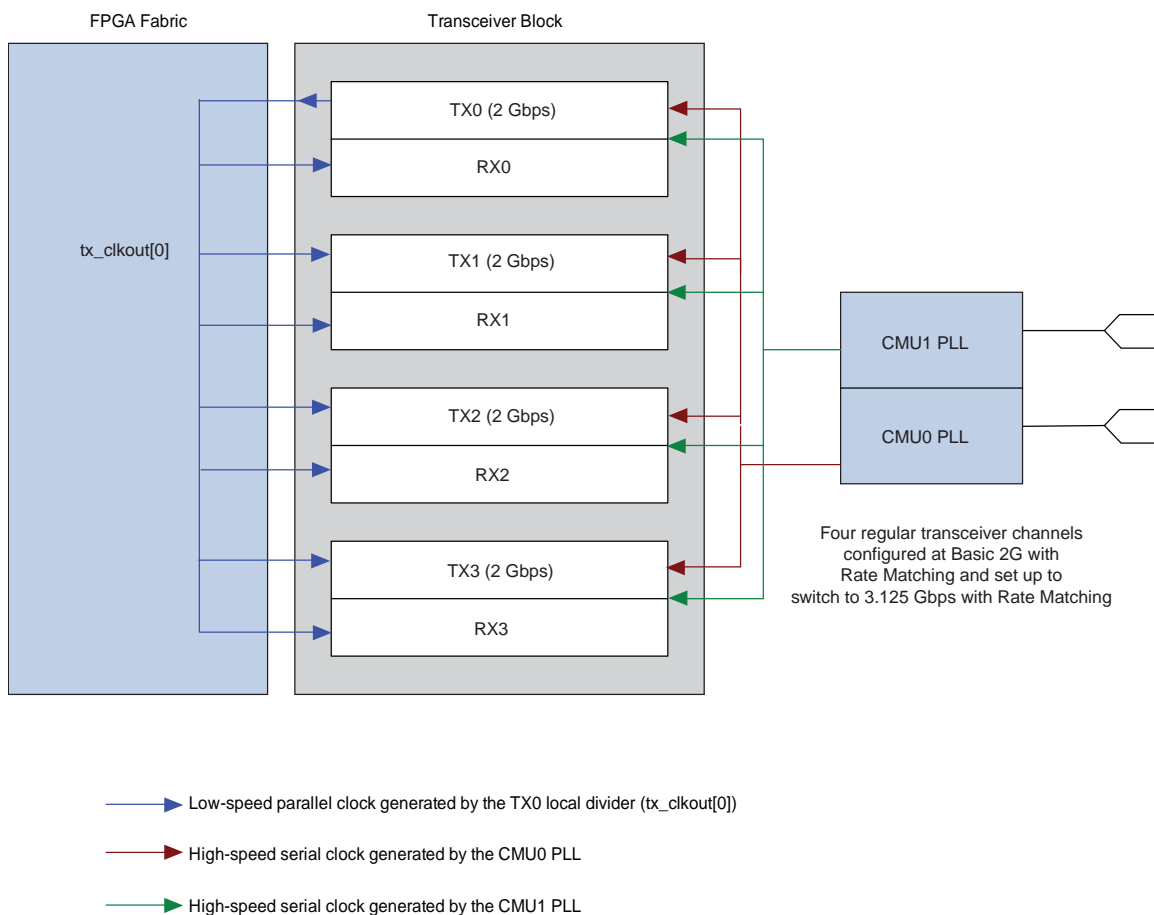 FPGA Fabric
Transceiver Block
TX0 (2 Gbps)
RX0
tx_clkout[0]
TX1 (2 Gbps)
RX1
CMU1 PLL
TX2 (2 Gbps)
CMU0 PLL
RX2
Four regular transceiver channels
configured at Basic 2G with
Rate Matching and set up to
switch to 3.125 Gbps with Rate Matching
TX3 (2 Gbps)
RX3
Low-speed parallel clock generated by the TX0 local divider (tx_clkout[0])
High-speed serial clock generated by the CMU0 PLL
High-speed serial clock generated by the CMU1 PLL